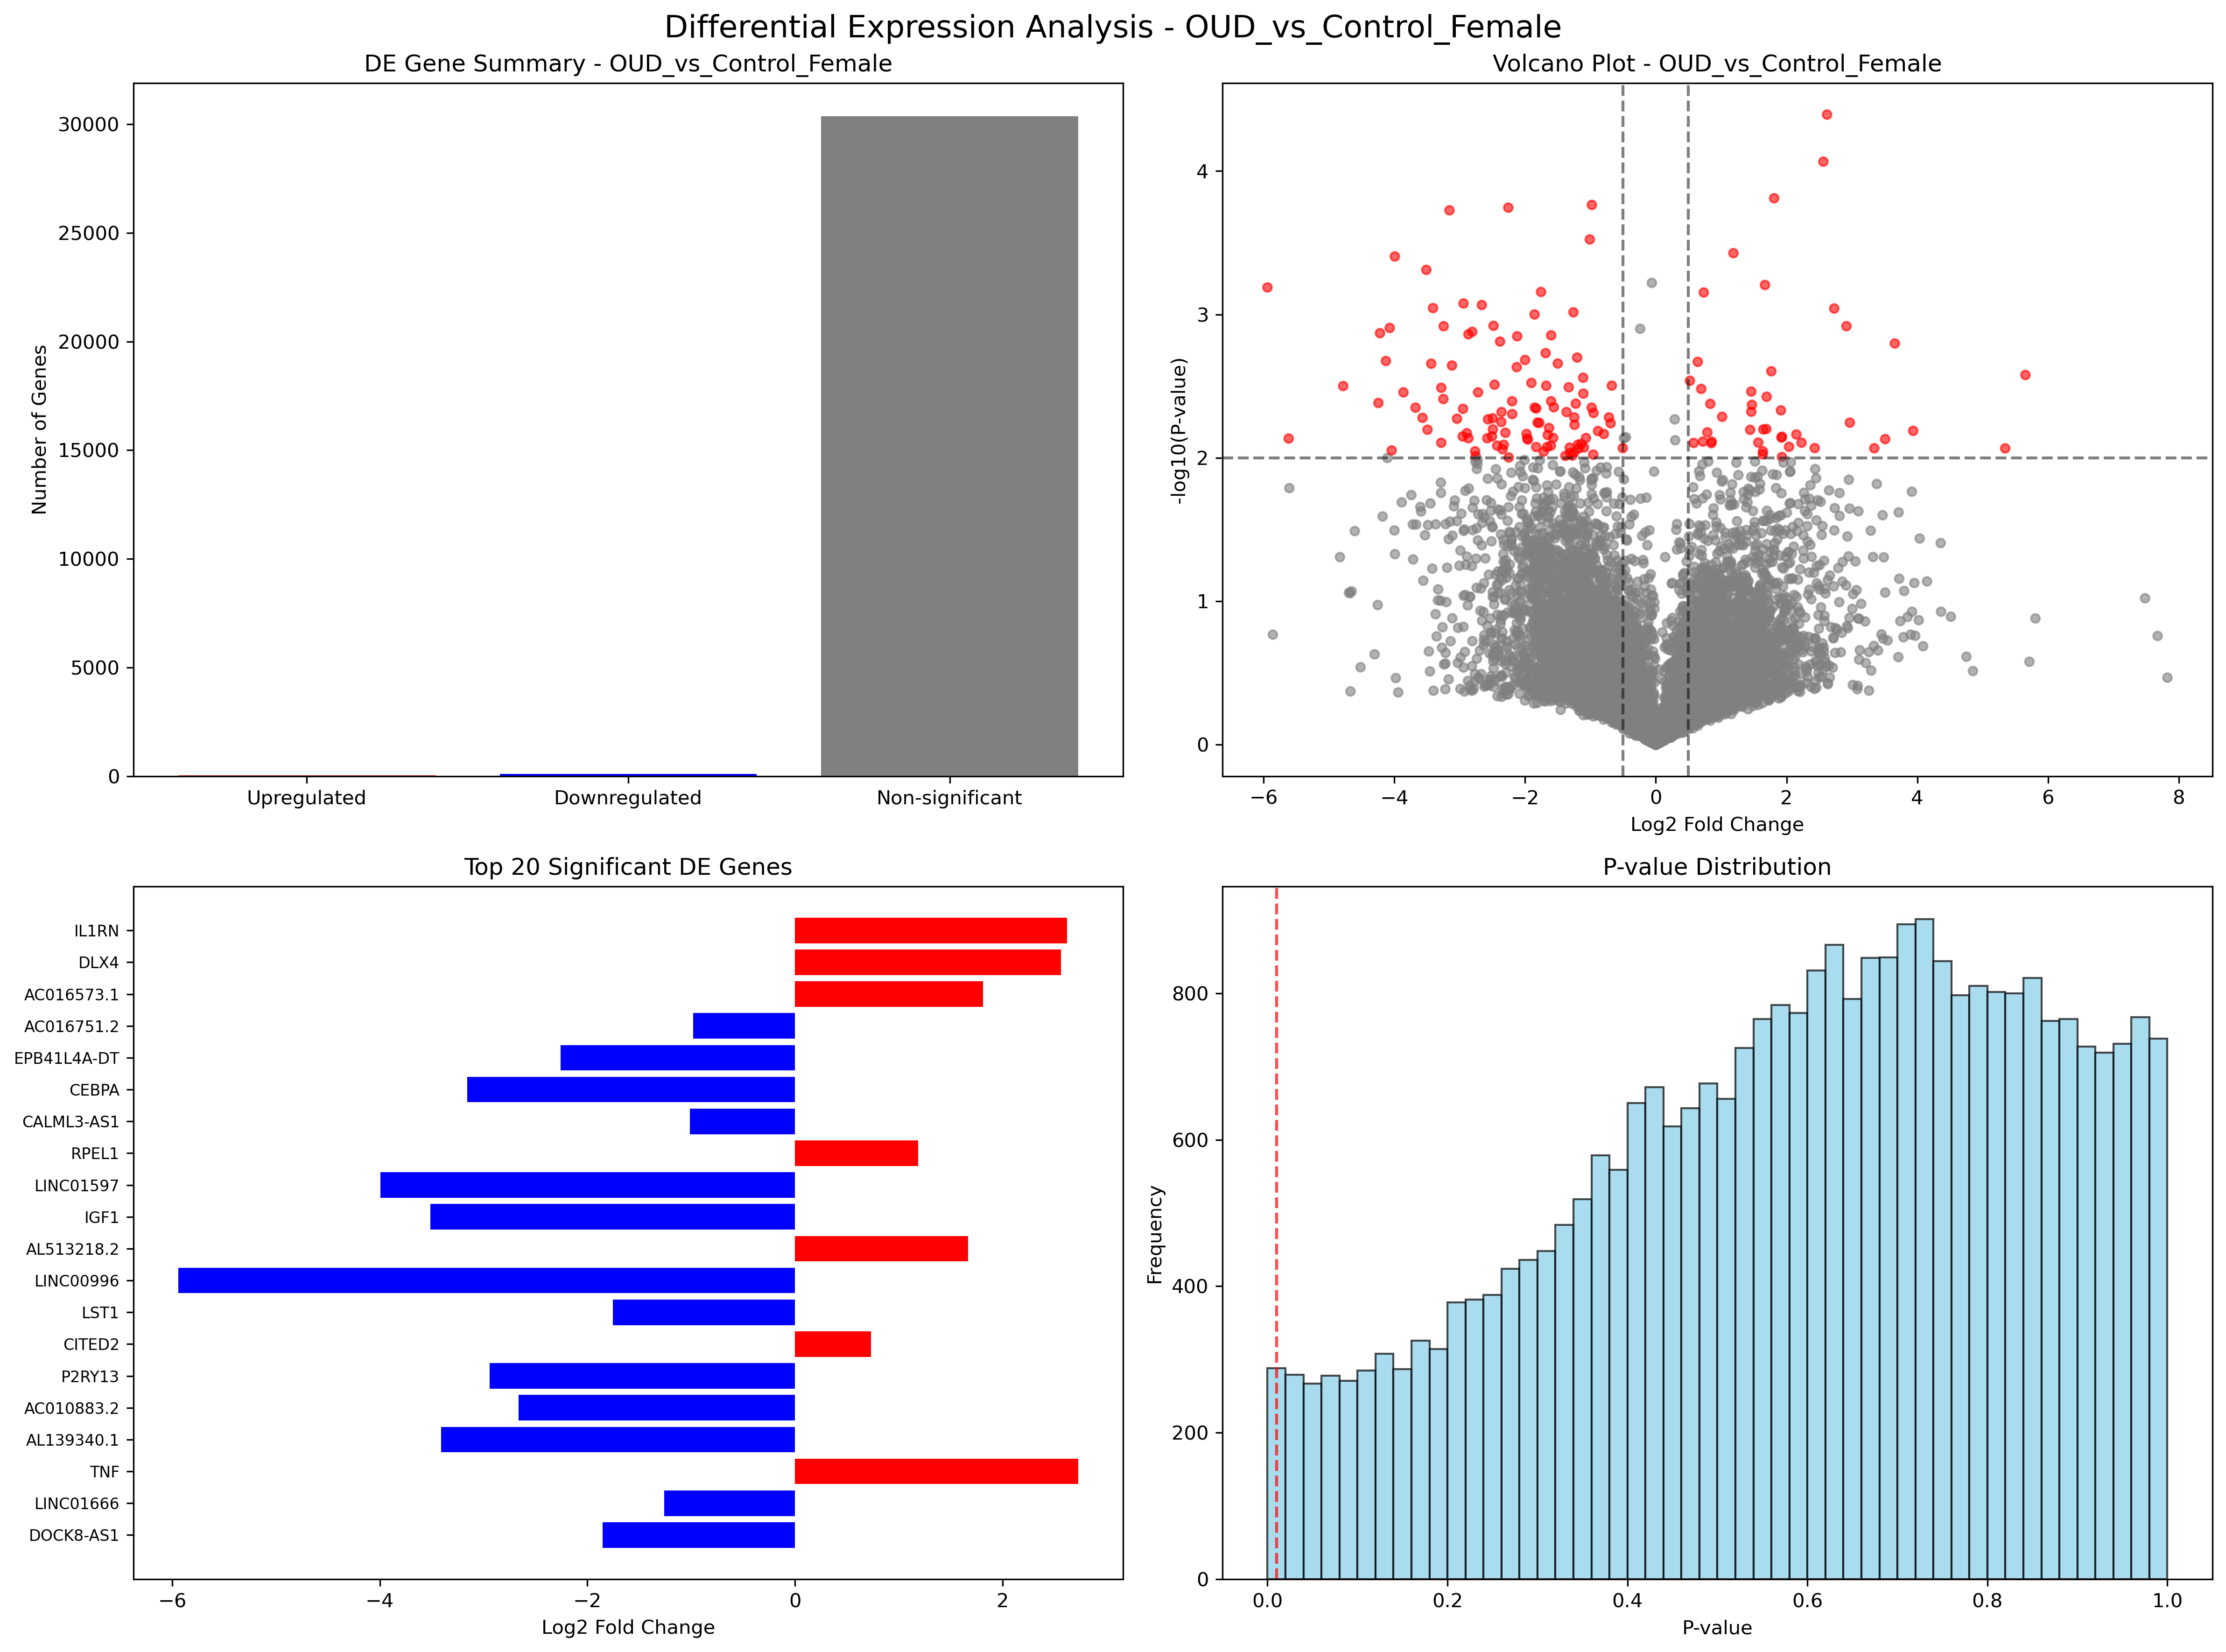 Differential Expression Analysis - OUD_vs_Control_Female
DE Gene Summary - OUD_vs_Control_Female
Number of Genes
30000
25000
20000
15000
10000
5000
0
Upregulated
Downregulated
Non-significant
Volcano Plot - OUD_vs_Control_Female
-log10(P-value)
4
3
2
1
0
−6
−4
−2
0
2
4
6
8
Log2 Fold Change
Top 20 Significant DE Genes
IL1RN
DLX4
AC016573.1
AC016751.2
EPB41L4A-DT
CEBPA
CALML3-AS1
RPEL1
LINC01597
IGF1
AL513218.2
LINC00996
LST1
CITED2
P2RY13
AC010883.2
AL139340.1
TNF
LINC01666
DOCK8-AS1
−6
−4
−2
0
2
Log2 Fold Change
P-value Distribution
Frequency
800
600
400
200
0
0.0
0.2
0.4
0.6
0.8
1.0
P-value